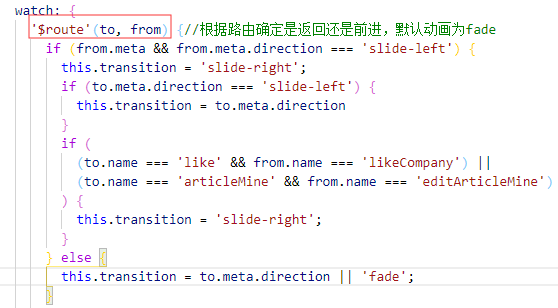 watch: {
'$route'(to, from) {//根据路由确定是返回还是前进，默认动画为fade
if (from.meta && from.meta.direction === 'slide-left') {
this.transition = 'slide-right';
if (to.meta.direction === 'slide-left') {
this.transition = to.meta.direction
}
if (
(to.name === 'like' && from.name === 'likeCompany') ||
(to.name === 'articleMine' && from.name === 'editArticleMine')
) {
this.transition = 'slide-right';
}
} else {
this.transition = to.meta.direction || 'fade';
}